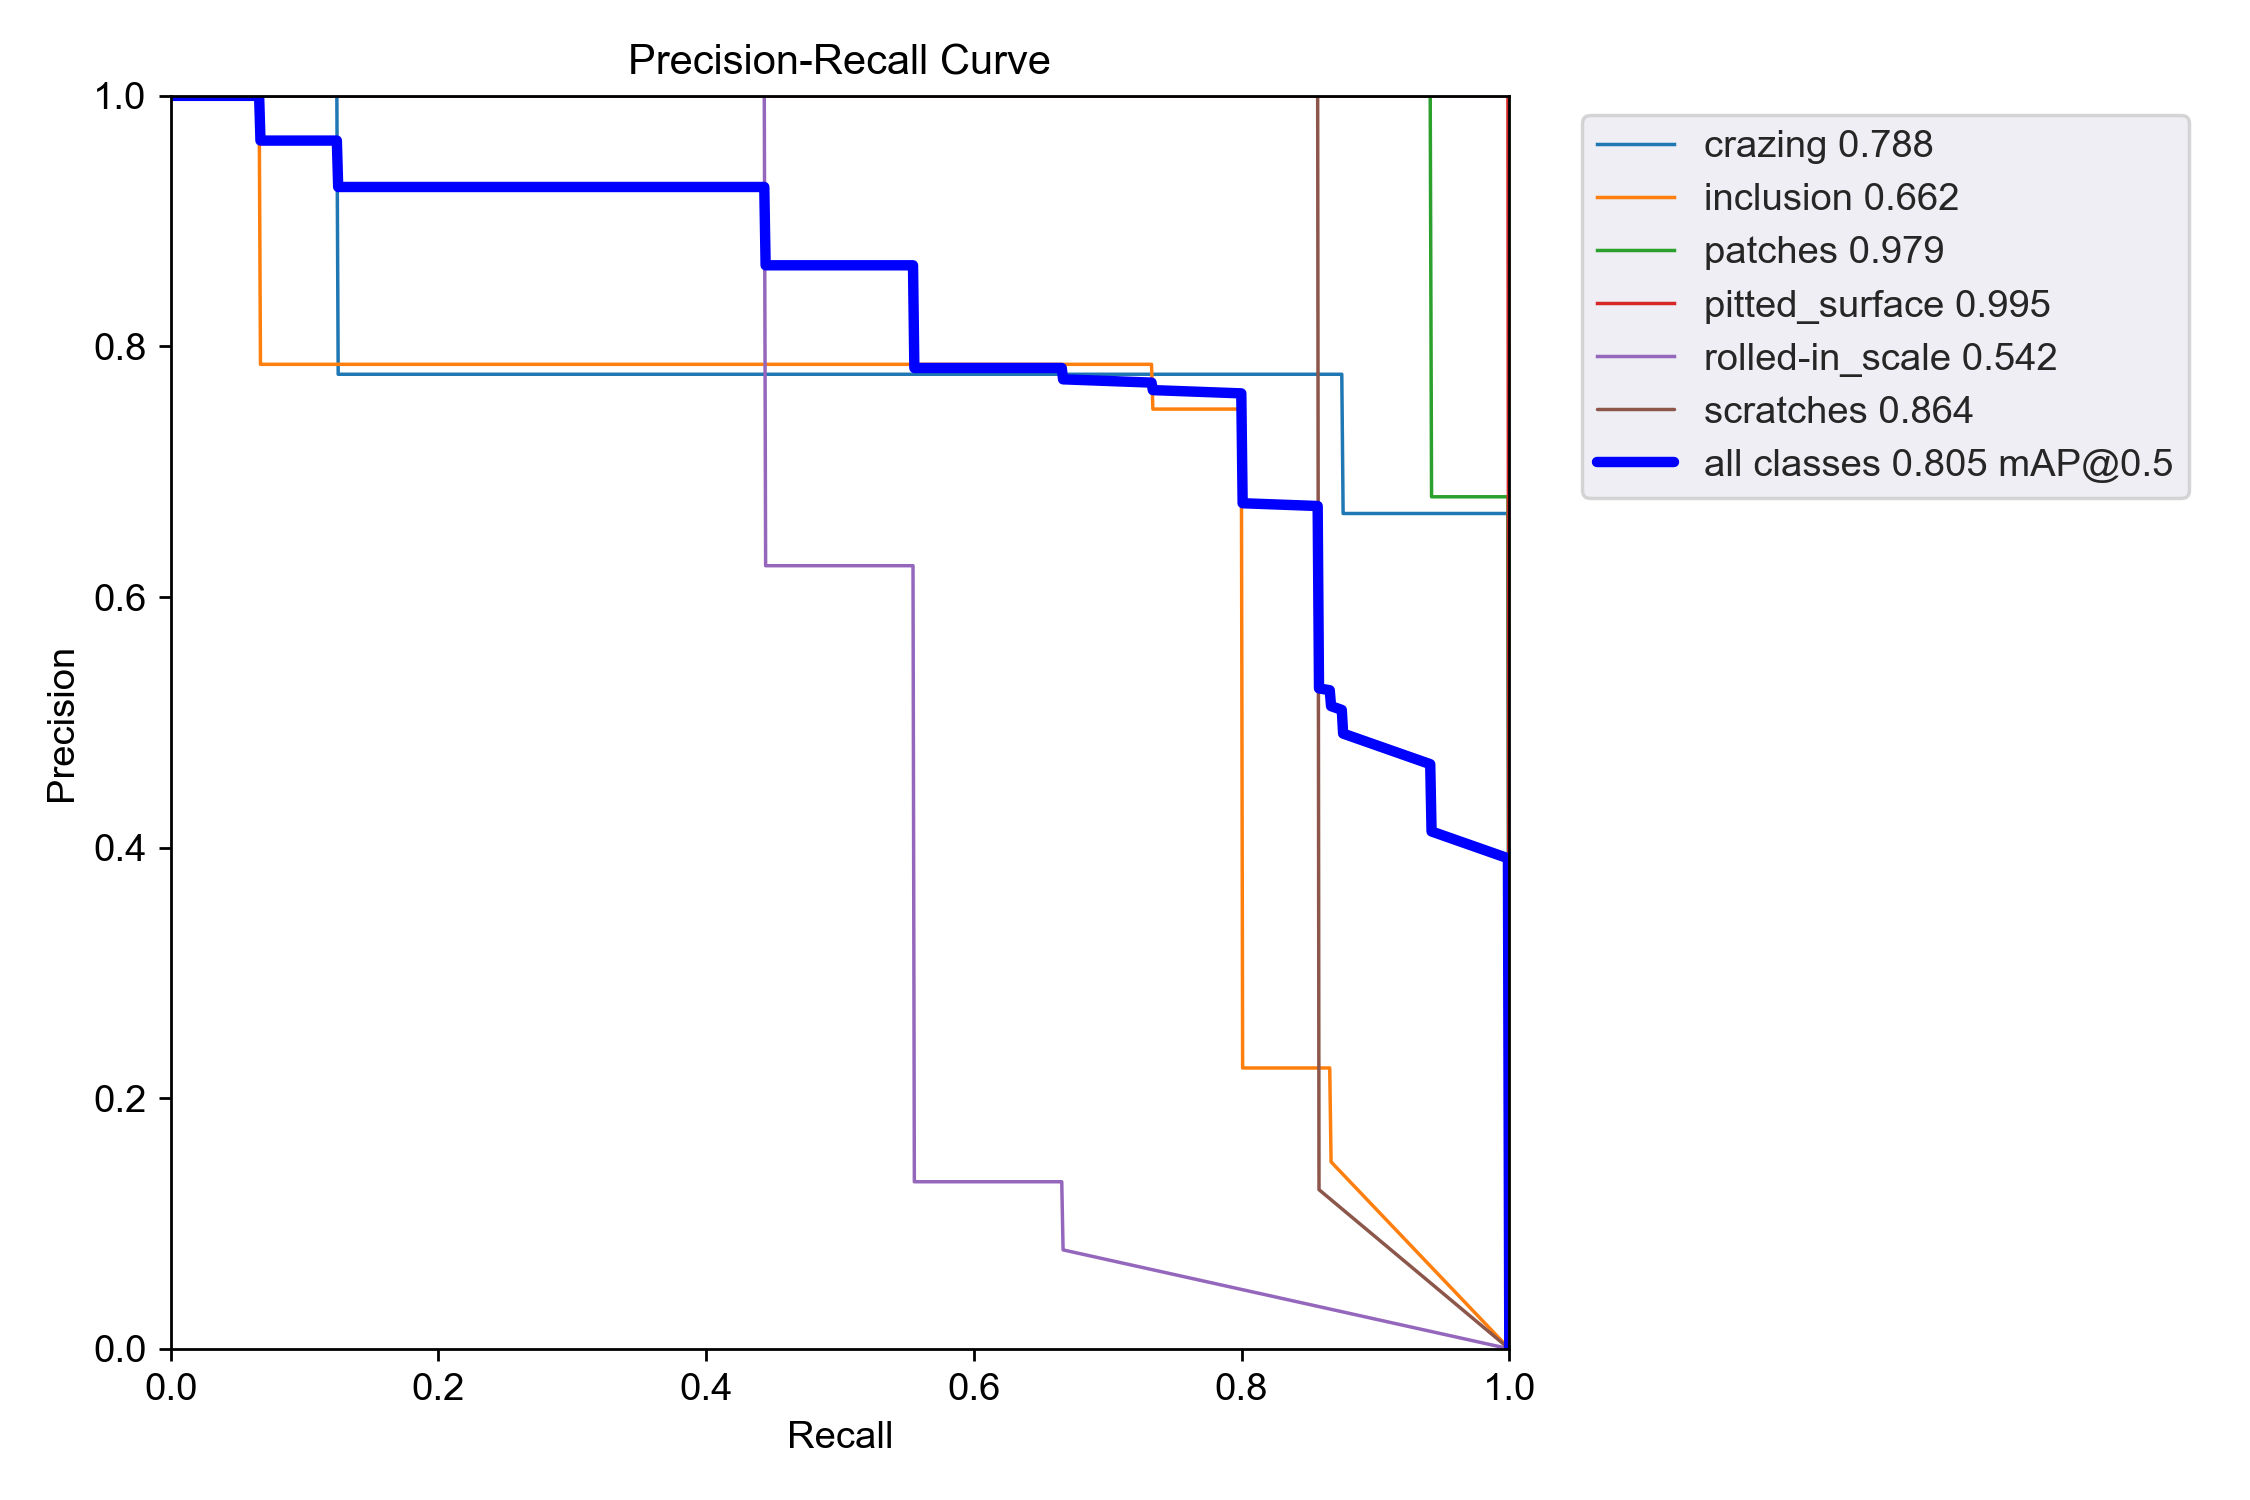 Precision-Recall Curve
1.0
0.8
0.6
0.4
0.2
0.0
Precision
0.0 0.2 0.4 0.6 0.8 1.0
Recall
crazing 0.788
inclusion 0.662
patches 0.979
pitted_surface 0.995
rolled-in_scale 0.542
scratches 0.864
all classes 0.805 mAP@0.5